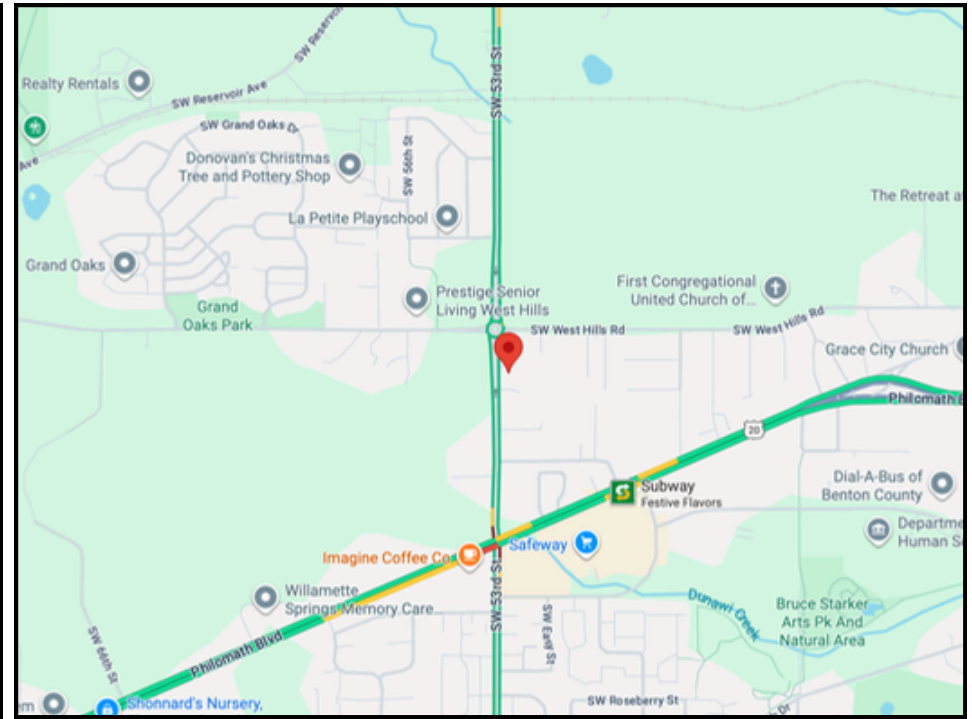 SW Reservoir
SW 53rd St
Realty Rentals
SW Reservoir Ave
SW Grand Oaks Dr
Ave
Donovan's Christmas
Tree and Pottery Shop
SW 56th St
The Retreat at
La Petite Playschool
Grand Oaks
Prestige Senior
Living West Hills
First Congregational
United Church of...
Grand
Oaks Park
SW West Hills Rd
SW West Hills Rd
Grace City Church
Philomath B
20
Subway
Festive Flavors
Dial-A-Bus of
Benton County
Departme
Human S
Safeway
Imagine Coffee Co
Willamette
Springs Memory Care...
SW 53rd St
Dunawi Creek
Bruce Starker
Arts Pk And
Natural Area
SW 66th St
Philomath Blvd
SW Roseberry St
Dr
em
Shonnard's Nursery,